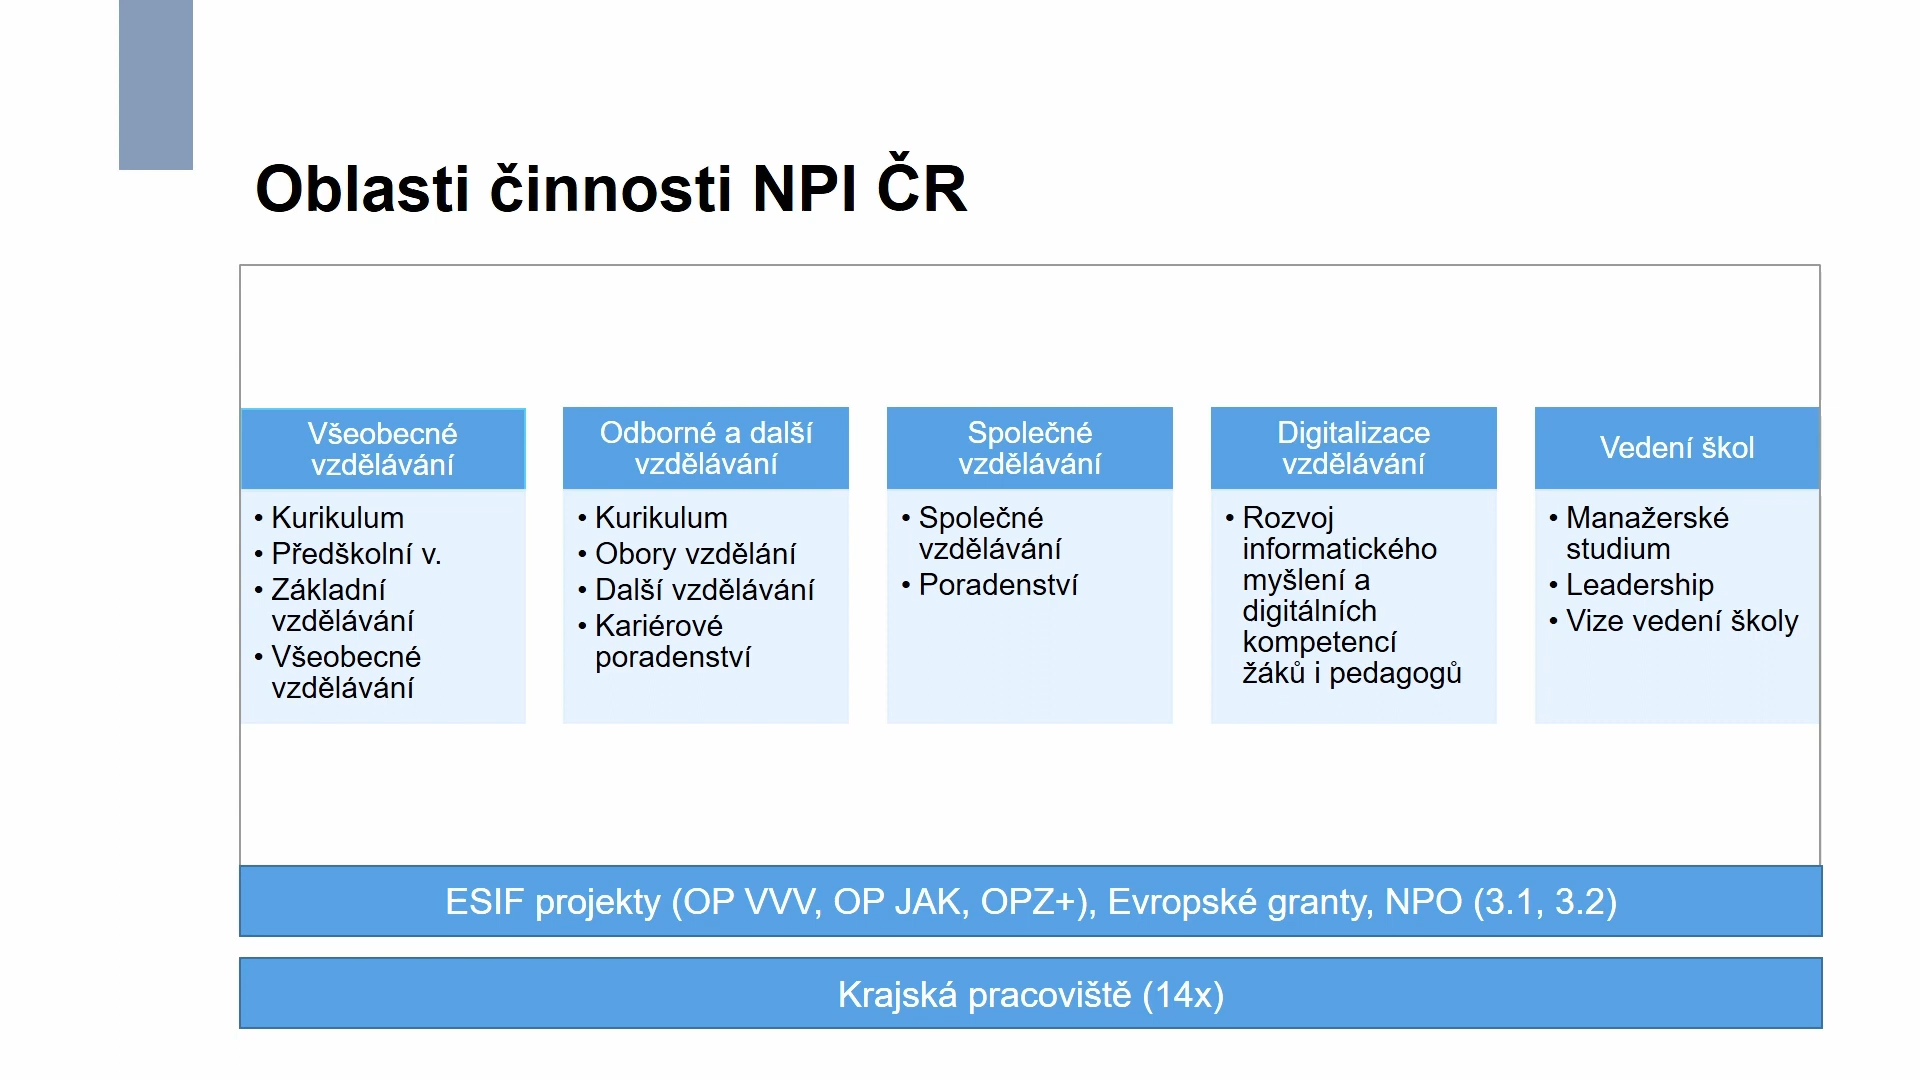 Oblasti činnosti NPI ČR
Všeobecné
vzdělávání
• Kurikulum
• Předškolní v.
• Základní
vzdělávání
• Všeobecné
vzdělávání
Odborné a další
vzdělávání
• Kurikulum
• Obory vzdělání
• Další vzdělávání
• Kariérové
poradenství
Společné
vzdělávání
• Společné
vzdělávání
• Poradenství
Digitalizace
vzdělávání
• Rozvoj
informatického
myšlení a
digitálních
kompetencí
žáků i pedagogů
Vedení škol
• Manažerské
studium
• Leadership
• Vize vedení školy
ESIF projekty (OP VVV, OP JAK, OPZ+), Evropské granty, NPO (3.1, 3.2)
Krajská pracoviště (14x)